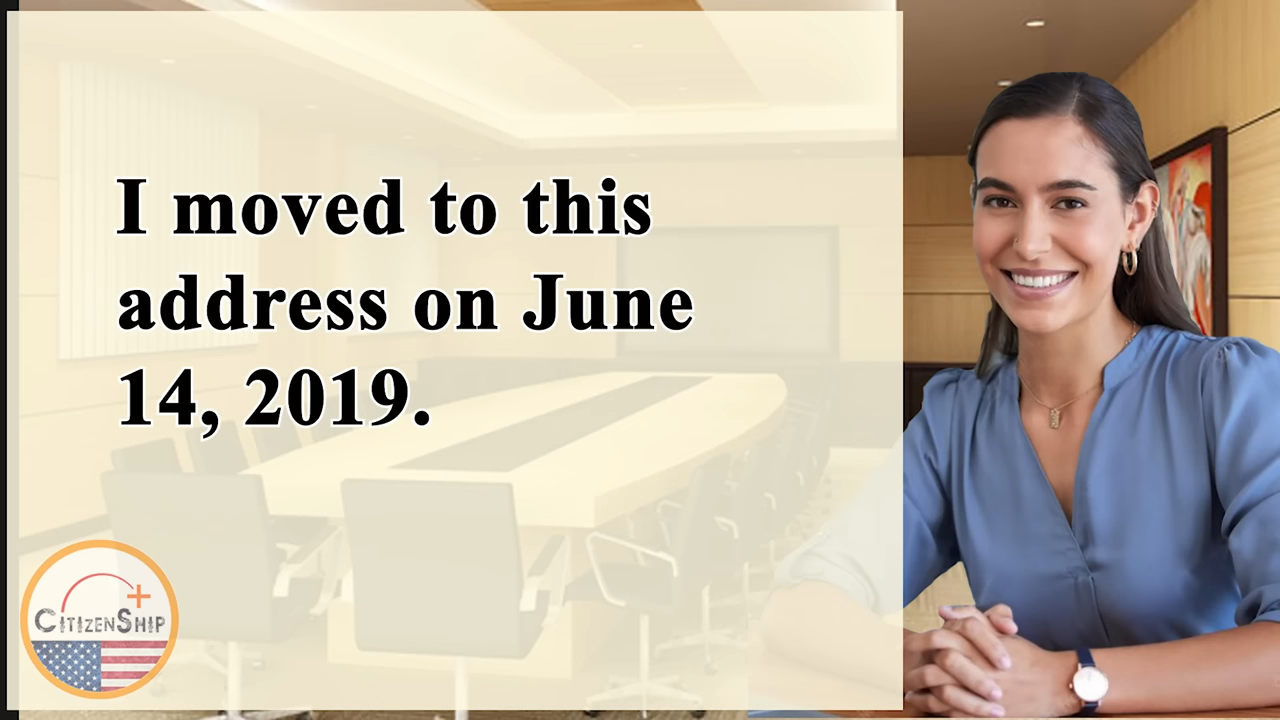 I moved to this
address on June
14, 2019.
CITIZENSHIP